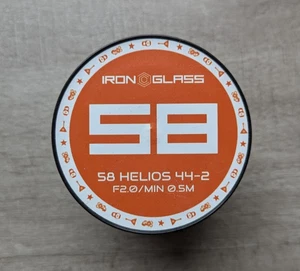 IRON GLASS
58
58 HELIOS 44-2
F2.0/MIN 0.5M